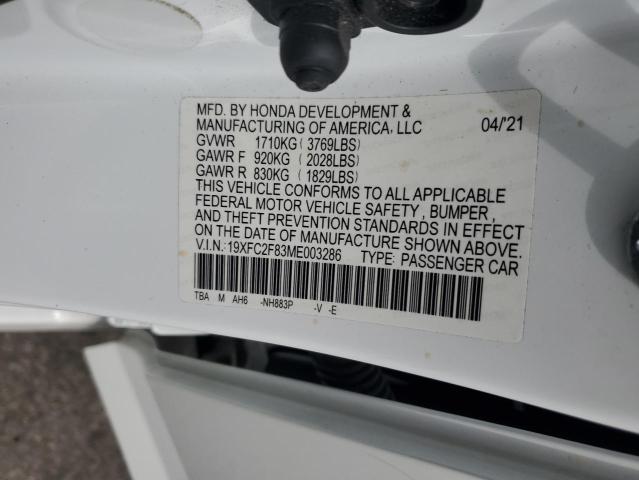 MFD. BY HONDA DEVELOPMENT &
MANUFACTURING OF AMERICA, LLC 04/'21
GVWR 1710KG (3769LBS)
GAWR F 920KG (2028LBS)
GAWR R 830KG (1829LBS)
THIS VEHICLE CONFORMS TO ALL APPLICABLE
FEDERAL MOTOR VEHICLE SAFETY, BUMPER,
AND THEFT PREVENTION STANDARDS IN EFFECT
ON THE DATE OF MANUFACTURE SHOWN ABOVE.
V.I.N.: 19XFC2F83ME003286 TYPE: PASSENGER CAR
TBA M AH6 -NH883P -V -E